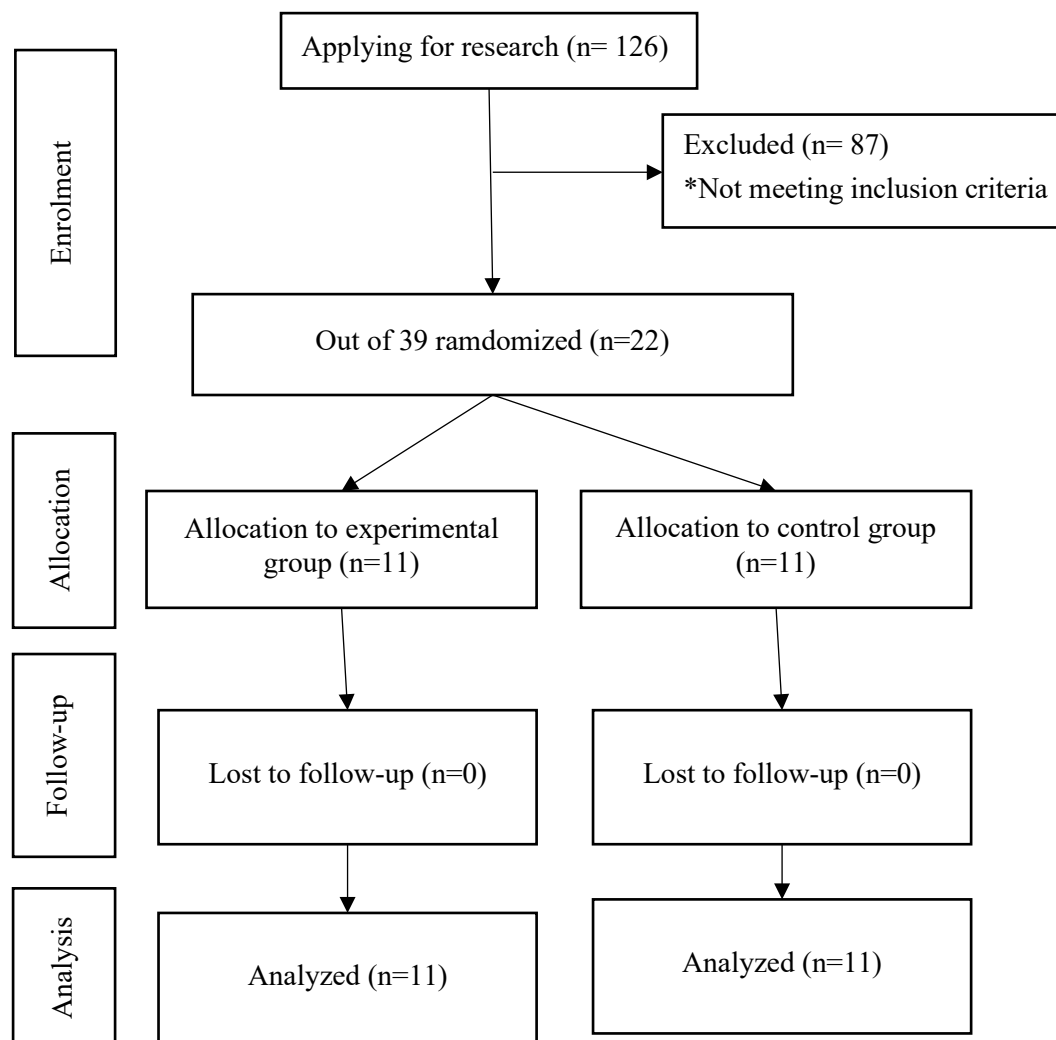 Enrolment
Applying for research (n= 126)
Excluded (n= 87)
*Not meeting inclusion criteria
Out of 39 ramdomized (n=22)
Allocation
Allocation to experimental
group (n=11)
Allocation to control group
(n=11)
Follow-up
Lost to follow-up (n=0)
Lost to follow-up (n=0)
Analysis
Analyzed (n=11)
Analyzed (n=11)